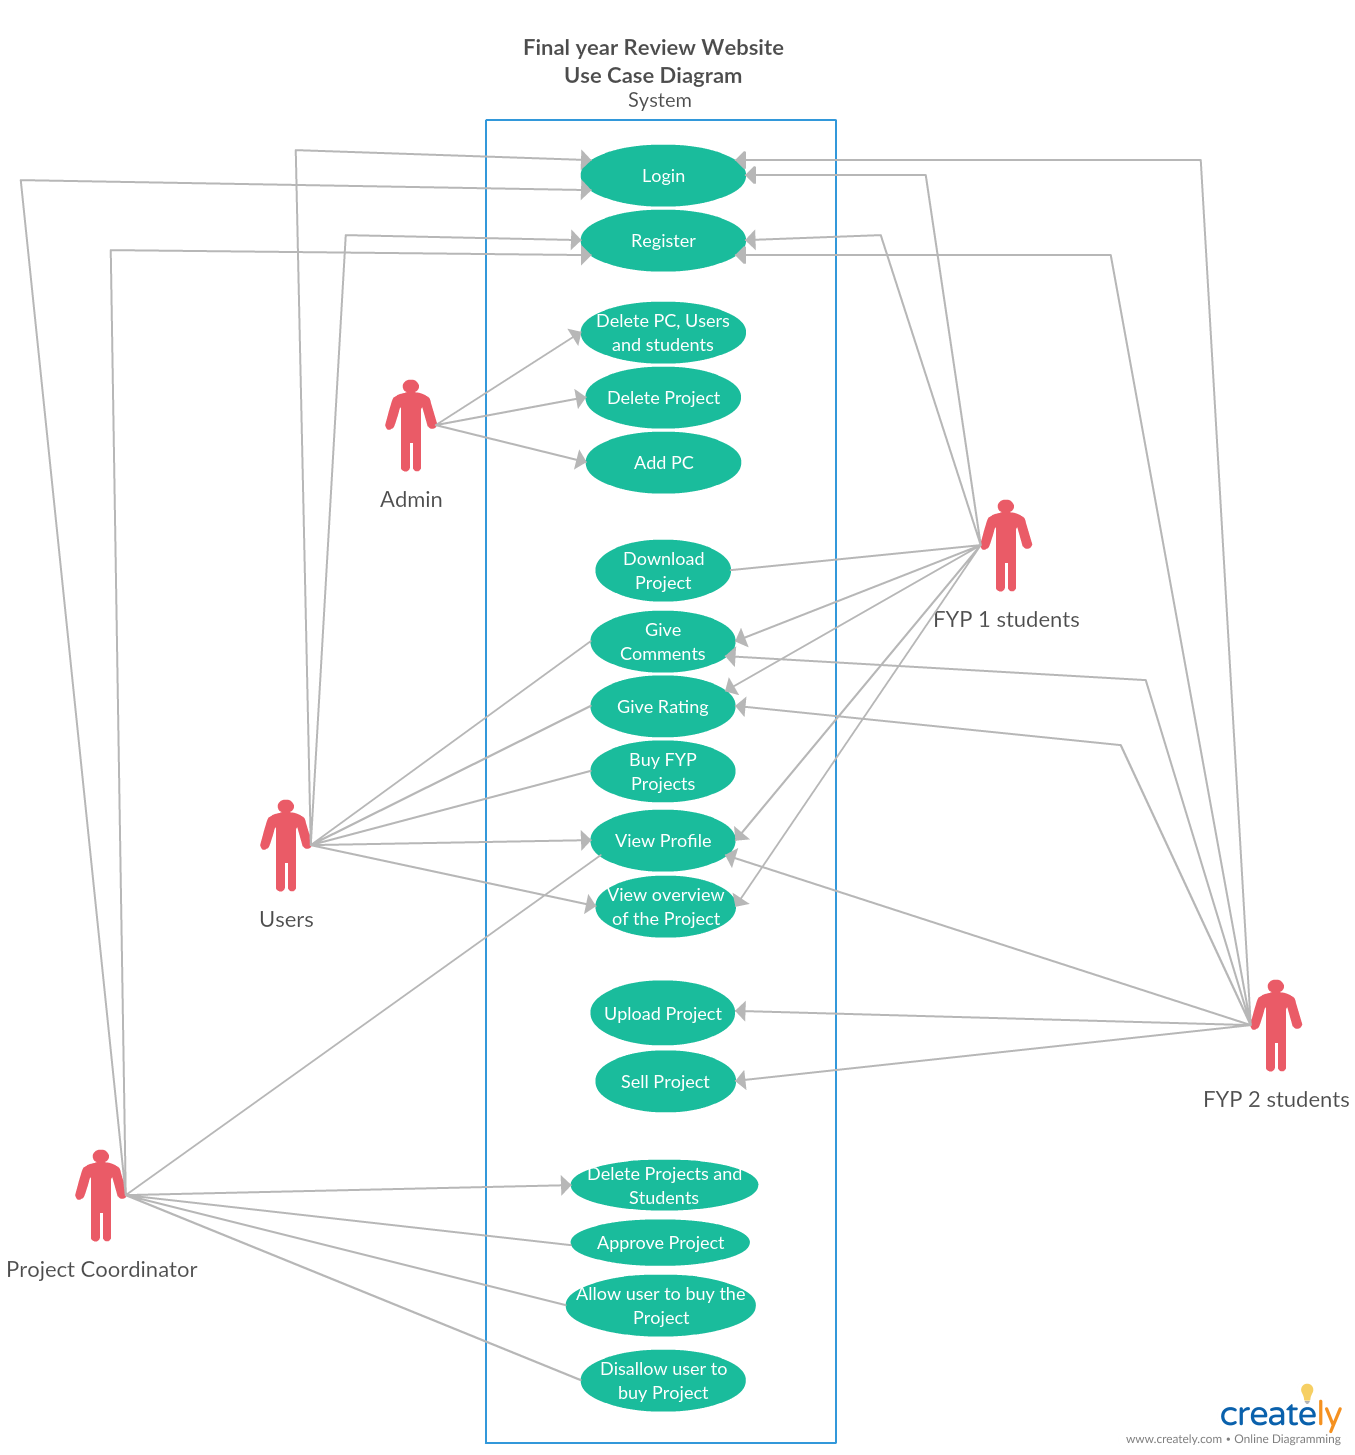 Final year Review Website
Use Case Diagram
System
Login
Register
Delete PC, Users
and students
Delete Project
Add PC
Admin
Download
Project
FYP 1 students
Give
Comments
Give Rating
Buy FYP
Projects
View Profile
View overview
of the Project
Users
Upload Project
Sell Project
FYP 2 students
Delete Projects and
Students
Approve Project
Project Coordinator
Allow user to buy the
Project
Disallow user to
buy Project
creately
www.creately.com • Online Diagramming